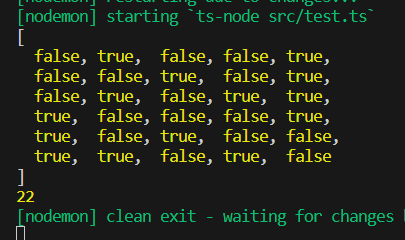 [nodemon] restarting due to changes...
[nodemon] starting `ts-node src/test.ts`
[
false, true, false, false, true,
false, false, false, true, true,
false, true, true, false, true,
true, false, false, false, true,
true, false, true, false, false,
true, true, false, true, false
]
22
[nodemon] clean exit - waiting for changes